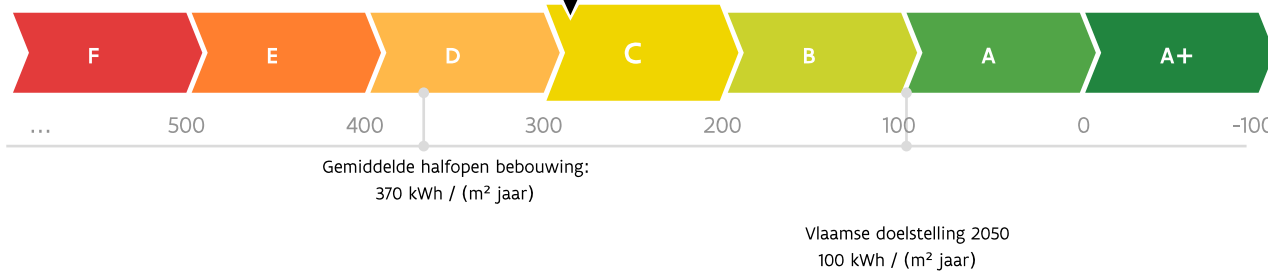 F E D C B A A+
... 500 400 300 200 100 0 -100
Gemiddelde halfopen bebouwing:
370 kWh / (m² jaar)
Vlaamse doelstelling 2050
100 kWh / (m² jaar)